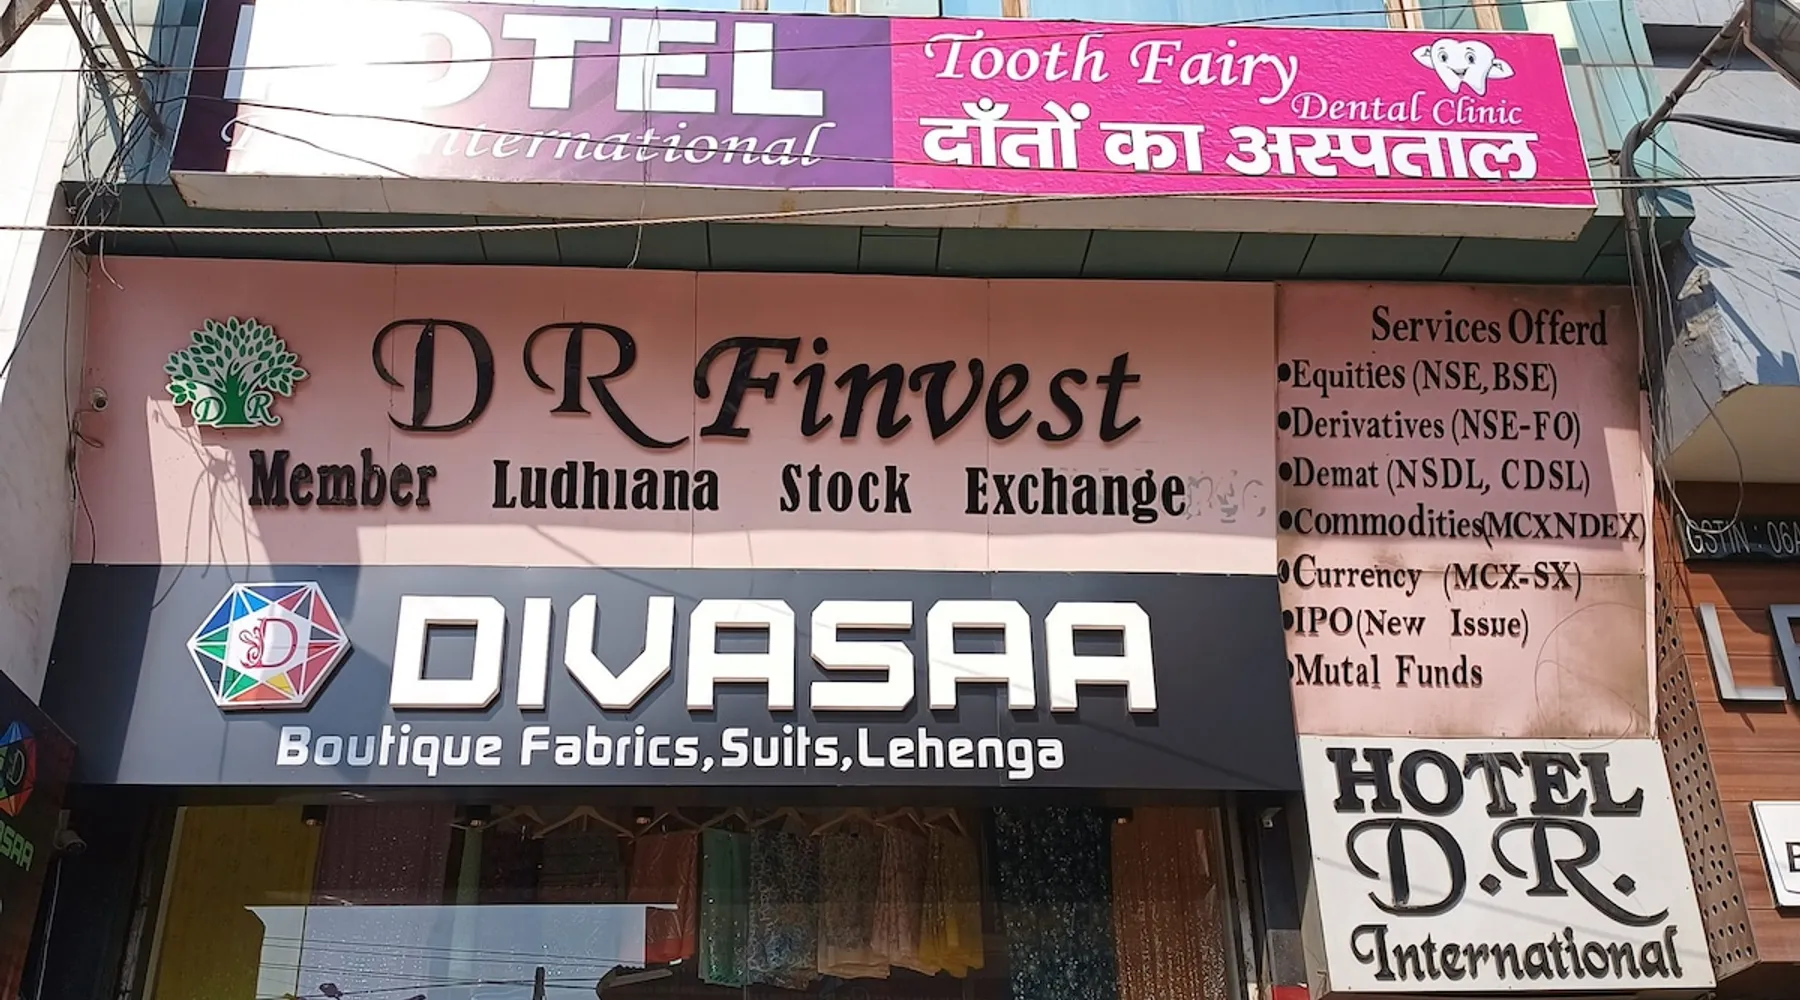 HOTEL
International
Tooth Fairy
Dental Clinic
दाँतों का अस्पताल
D R
D R Finvest
Member Ludhiana Stock Exchange
Services Offerd
•Equities (NSE, BSE)
•Derivatives (NSE-FO)
•Demat (NSDL, CDSL)
•Commodities(MCXNDEX)
•Currency (MCX-SX)
•IPO(New Issue)
•Mutal Funds
D
DIVASAA
Boutique Fabrics, Suits, Lehenga
HOTEL
D.R.
International
GSTIN : 06A